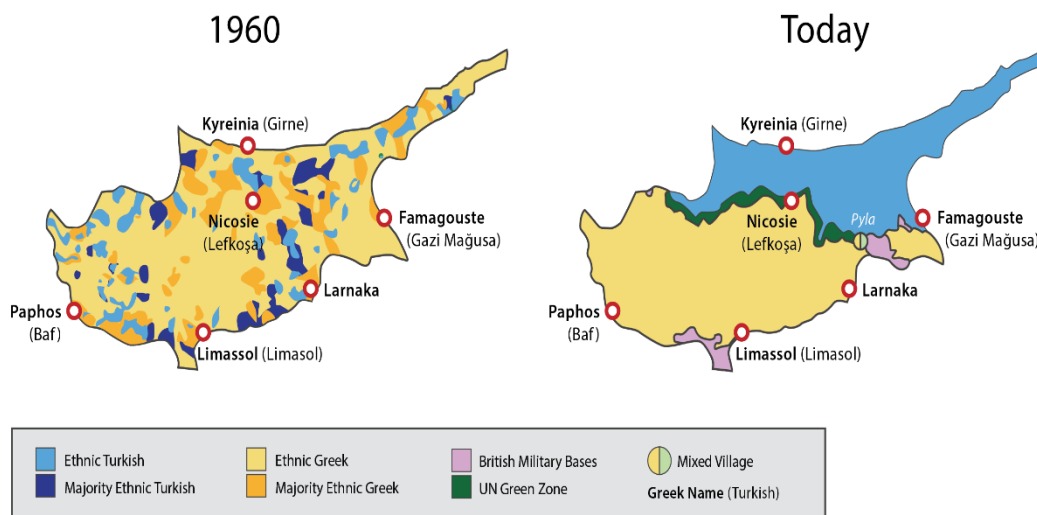 1960
Kyreinia (Girne)
Nicosie
(Lefkoşa)
Famagouste
(Gazi Mağusa)
Larnaka
Paphos
(Baf)
Limassol (Limasol)
Today
Kyreinia (Girne)
Nicosie
(Lefkoşa)
Pyla
Famagouste
(Gazi Mağusa)
Larnaka
Paphos
(Baf)
Limassol (Limasol)
Ethnic Turkish
Majority Ethnic Turkish
Ethnic Greek
Majority Ethnic Greek
British Military Bases
UN Green Zone
Mixed Village
Greek Name (Turkish)